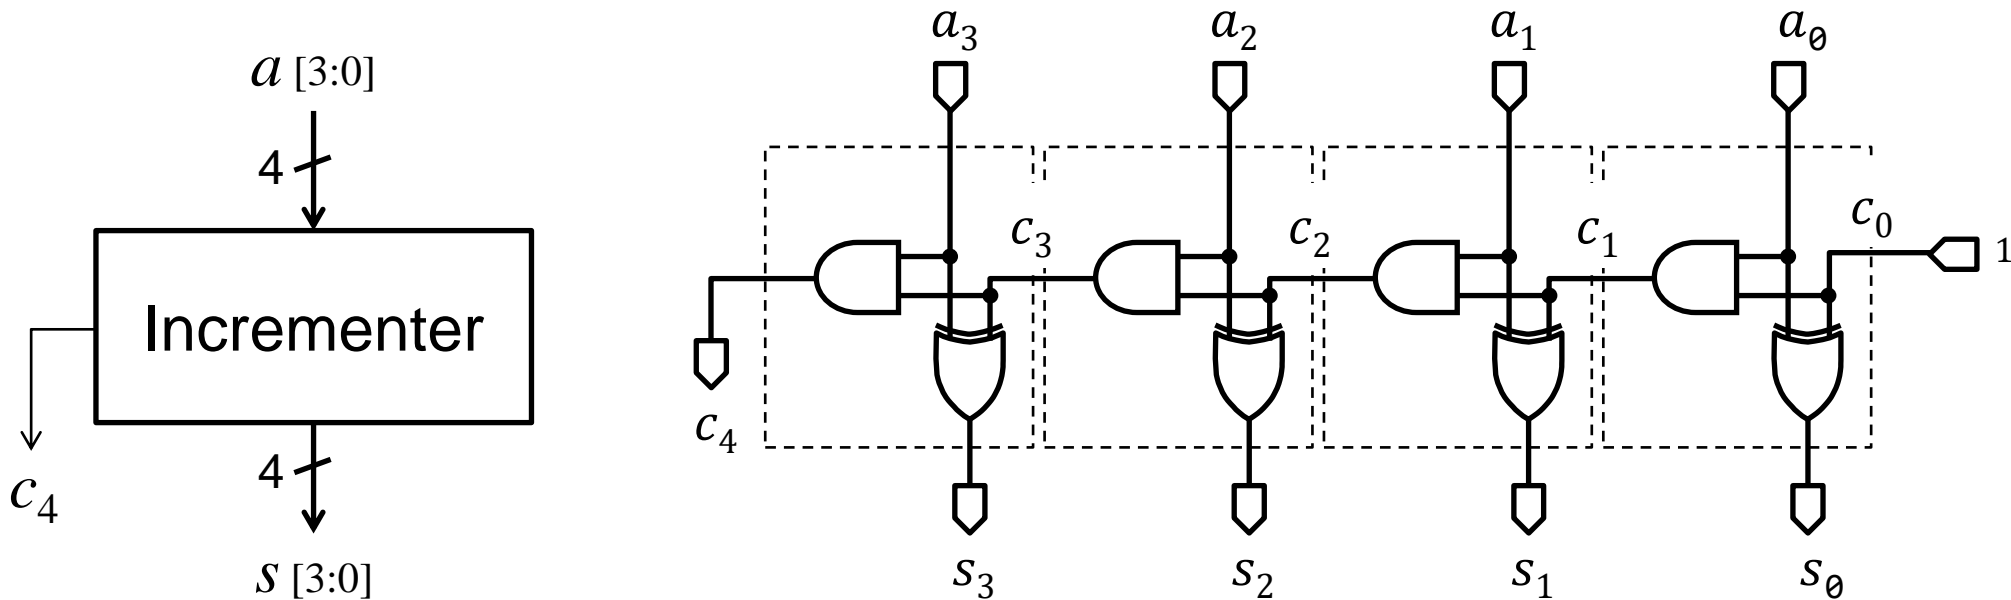 a [3:0]
4
Incrementer
c₄
4
s [3:0]
a₃ a₂ a₁ a₀
c₃ c₂ c₁ c₀
1
c₄
s₃ s₂ s₁ s₀